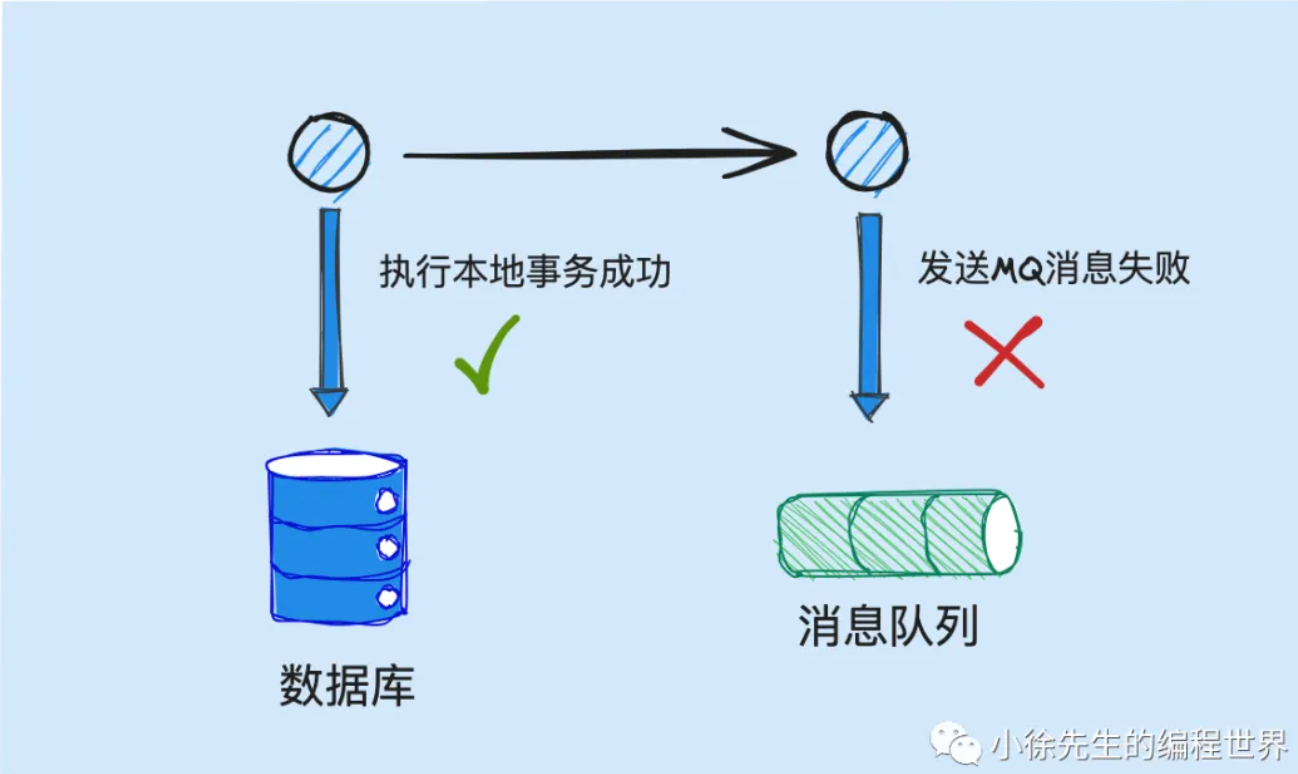 执行本地事务成功
发送MQ消息失败
消息队列
数据库
小徐先生的编程世界